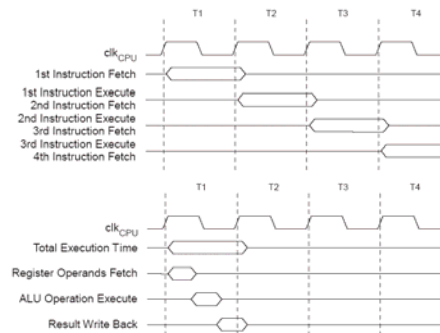 T1 T2 T3 T4
clkCPU
1st Instruction Fetch
1st Instruction Execute
2nd Instruction Fetch
2nd Instruction Execute
3rd Instruction Fetch
3rd Instruction Execute
4th Instruction Fetch
T1 T2 T3 T4
clkCPU
Total Execution Time
Register Operands Fetch
ALU Operation Execute
Result Write Back